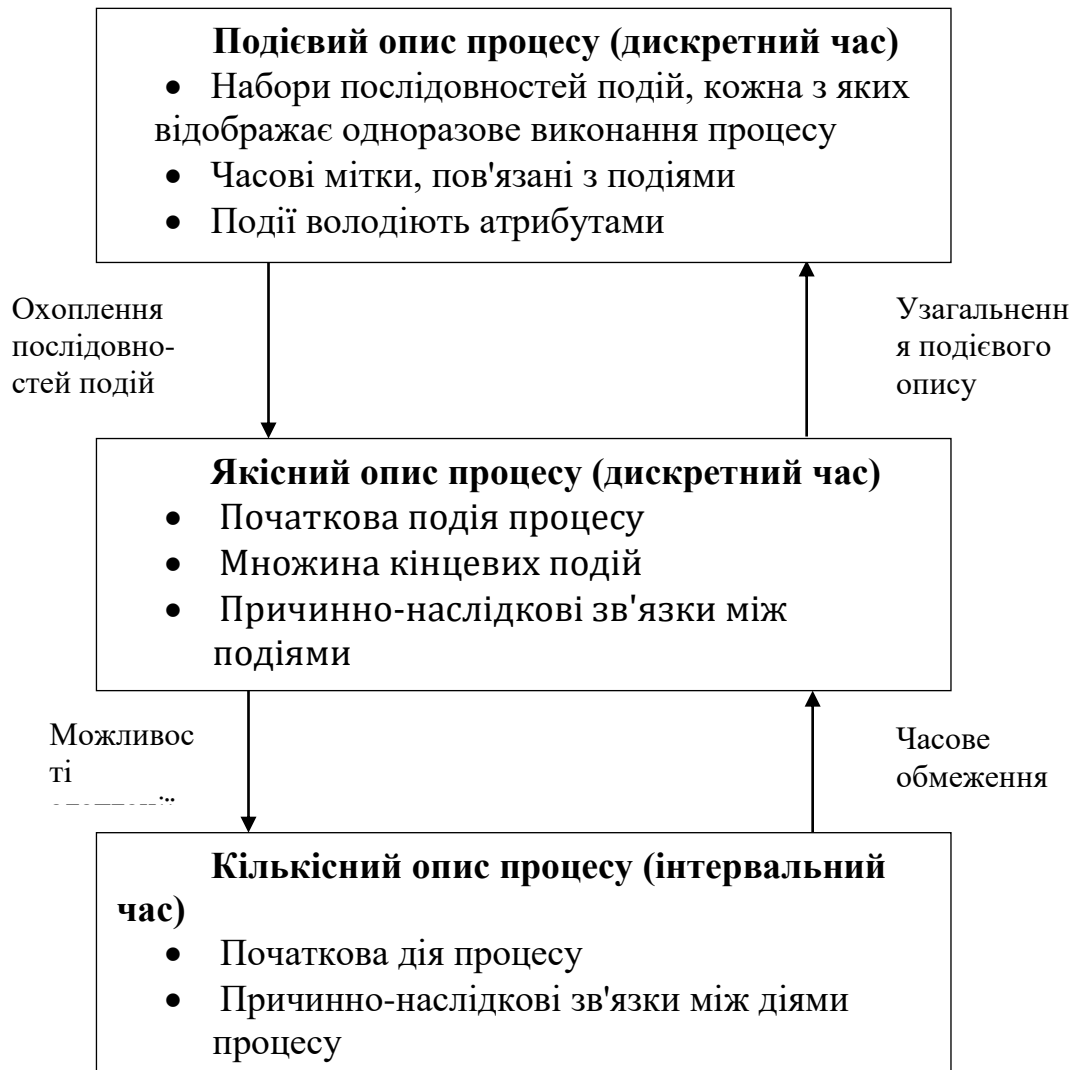 Подієвий опис процесу (дискретний час)
• Набори послідовностей подій, кожна з яких
відображає одноразове виконання процесу
• Часові мітки, пов'язані з подіями
• Події володіють атрибутами
Охоплення
послідовно-
стей подій
Узагальненн
я подієвого
опису
Якісний опис процесу (дискретний час)
• Початкова подія процесу
• Множина кінцевих подій
• Причинно-наслідкові зв'язки між
подіями
Можливос
ті
Часове
обмеження
Кількісний опис процесу (інтервальний
час)
• Початкова дія процесу
• Причинно-наслідкові зв'язки між діями
процесу